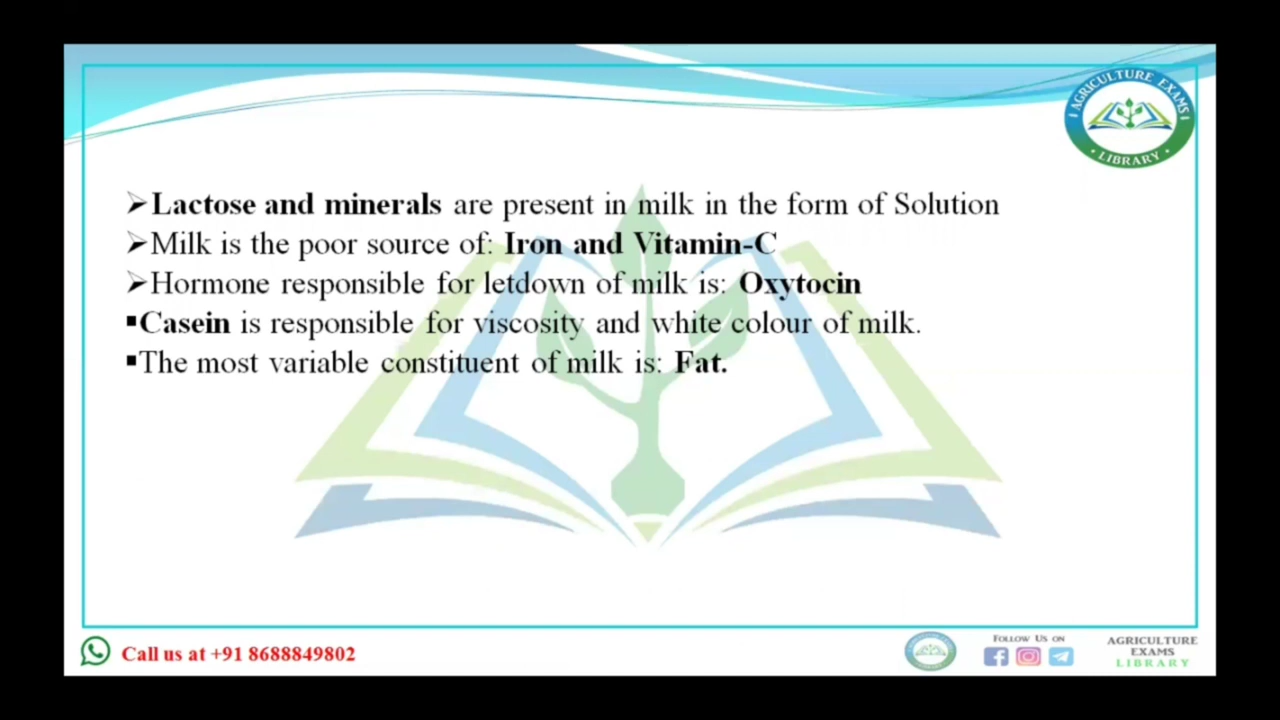 AGRICULTURE EXAMS
LIBRARY
➢Lactose and minerals are present in milk in the form of Solution
➢Milk is the poor source of: Iron and Vitamin-C
➢Hormone responsible for letdown of milk is: Oxytocin
▪Casein is responsible for viscosity and white colour of milk.
▪The most variable constituent of milk is: Fat.
Call us at +91 8688849802
FOLLOW US ON
AGRICULTURE
EXAMS
LIBRARY